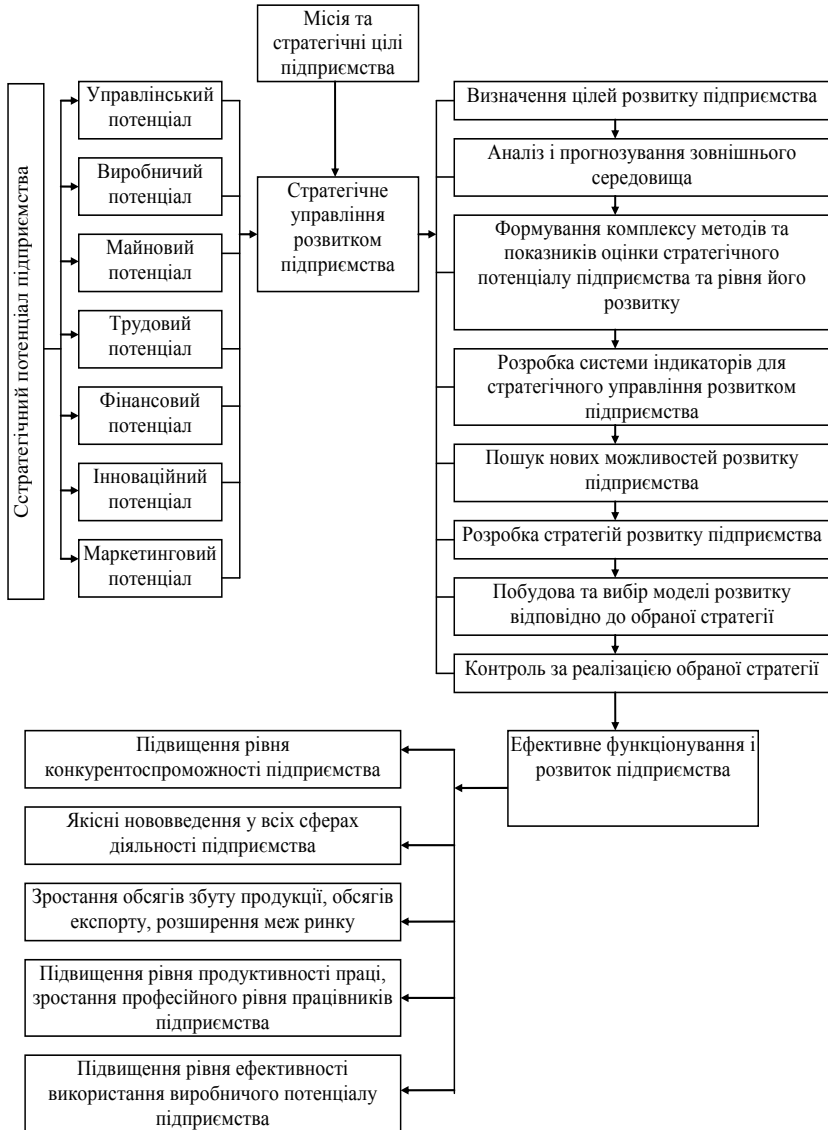 Місія та
стратегічні цілі
підприємства
Сстратегічний потенціал підприємства
Управлінський
потенціал
Виробничий
потенціал
Майновий
потенціал
Трудовий
потенціал
Фінансовий
потенціал
Інноваційний
потенціал
Маркетинговий
потенціал
Стратегічне
управління
розвитком
підприємства
Визначення цілей розвитку підприємства
Аналіз і прогнозування зовнішнього
середовища
Формування комплексу методів та
показників оцінки стратегічного
потенціалу підприємства та рівня його
розвитку
Розробка системи індикаторів для
стратегічного управління розвитком
підприємства
Пошук нових можливостей розвитку
підприємства
Розробка стратегій розвитку підприємства
Побудова та вибір моделі розвитку
відповідно до обраної стратегії
Контроль за реалізацією обраної стратегії
Ефективне функціонування і
розвиток підприємства
Підвищення рівня
конкурентоспроможності підприємства
Якісні нововведення у всіх сферах
діяльності підприємства
Зростання обсягів збуту продукції, обсягів
експорту, розширення меж ринку
Підвищення рівня продуктивності праці,
зростання професійного рівня працівників
підприємства
Підвищення рівня ефективності
використання виробничого потенціалу
підприємства